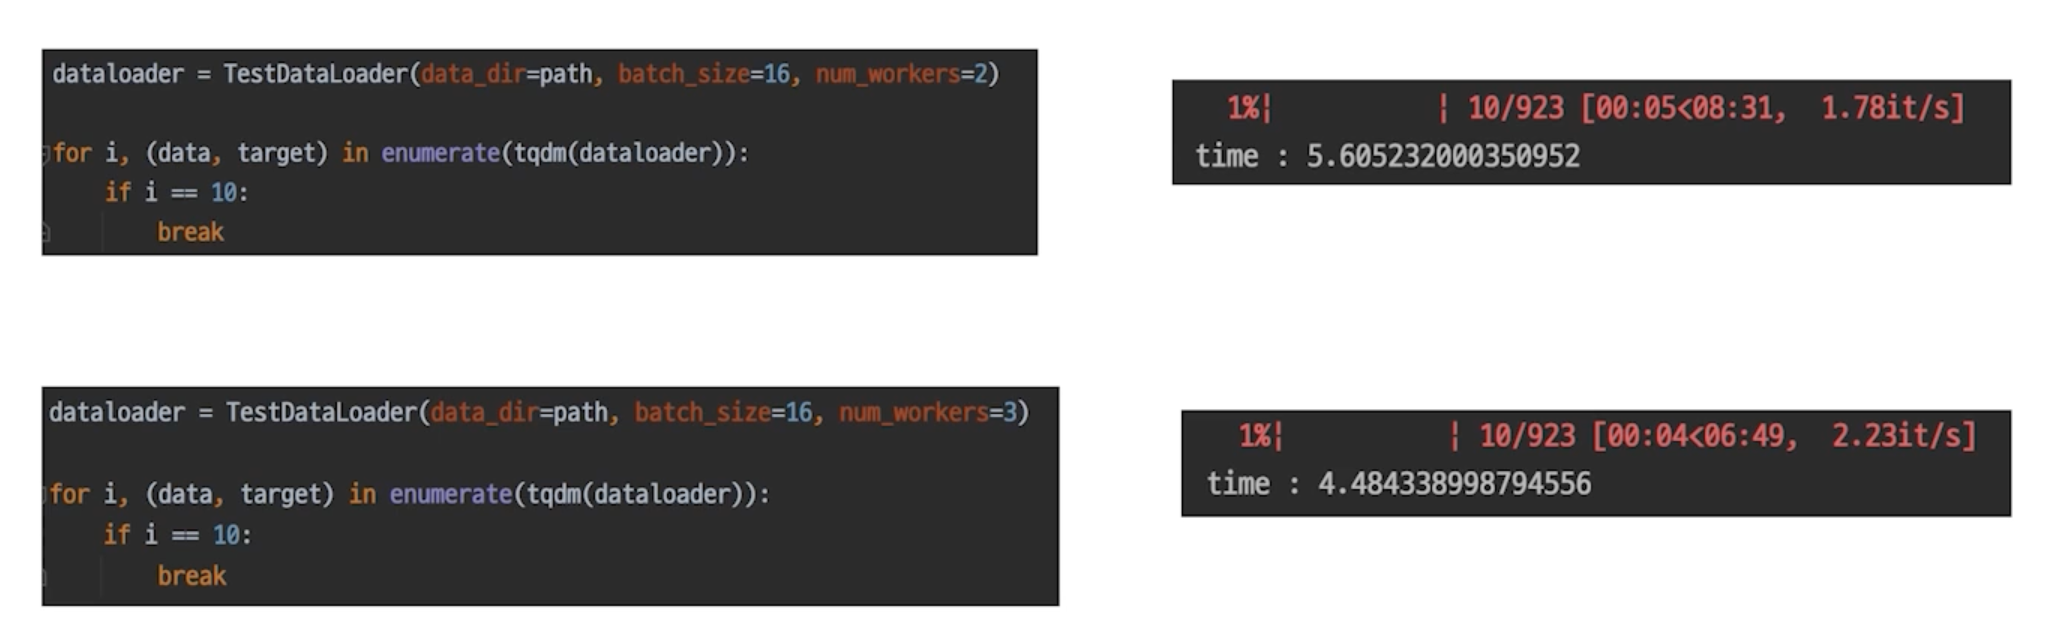 dataloader = TestDataLoader(data_dir=path, batch_size=16, num_workers=2)
for i, (data, target) in enumerate(tqdm(dataloader)):
if i == 10:
break
1%¦ ¦ 10/923 [00:05<08:31, 1.78it/s]
time : 5.605232000350952
dataloader = TestDataLoader(data_dir=path, batch_size=16, num_workers=3)
for i, (data, target) in enumerate(tqdm(dataloader)):
if i == 10:
break
1%¦ ¦ 10/923 [00:04<06:49, 2.23it/s]
time : 4.484338998794556